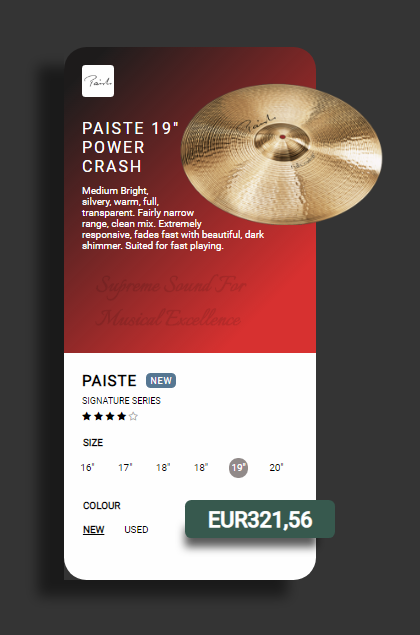 Paiste
PAISTE 19"
POWER
CRASH
Medium Bright,
silvery, warm, full,
transparent. Fairly narrow
range, clean mix. Extremely
responsive, fades fast with beautiful, dark
shimmer. Suited for fast playing.
Supreme Sound For
Musical Excellence
PAISTE NEW
SIGNATURE SERIES
SIZE
16" 17" 18" 18" 19" 20"
COLOUR
NEW USED
EUR321,56